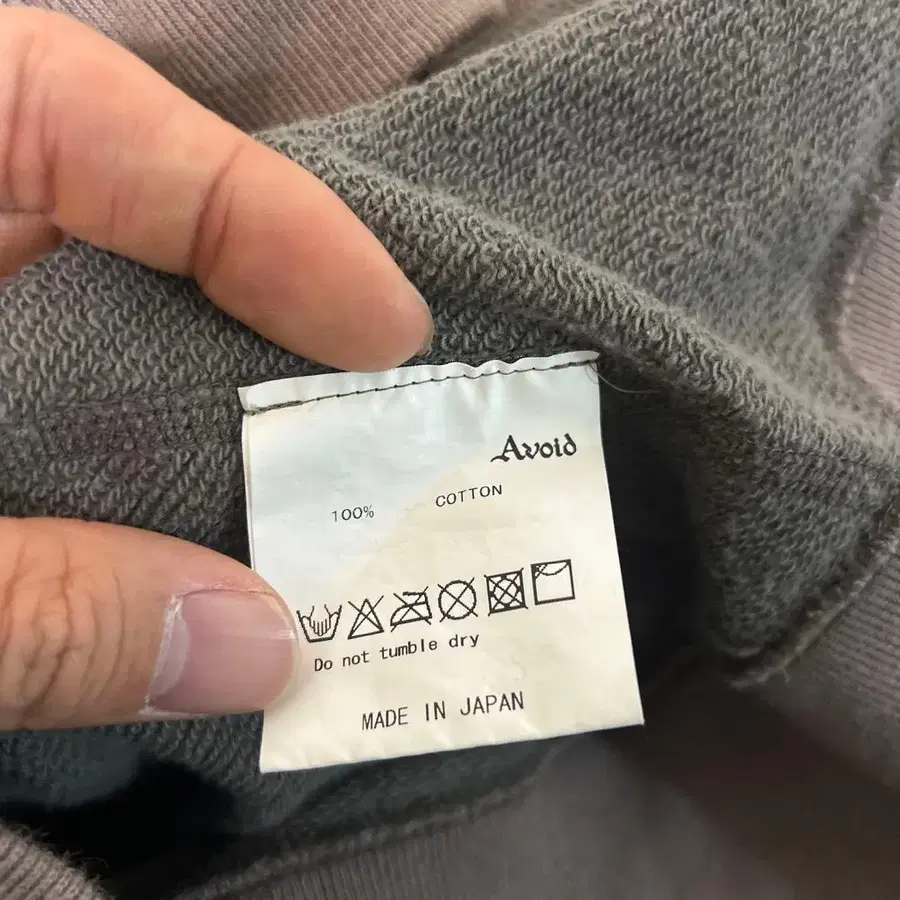 Avoid
100% COTTON
Do not tumble dry
MADE IN JAPAN